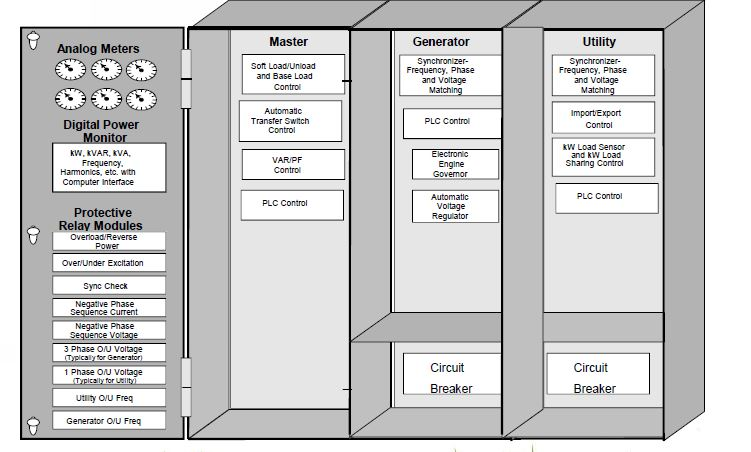 Analog Meters
Digital Power
Monitor
kW, kVAR, kVA,
Frequency,
Harmonics, etc. with
Computer Interface
Protective
Relay Modules
Overload/Reverse
Power
Over/Under Excitation
Sync Check
Negative Phase
Sequence Current
Negative Phase
Sequence Voltage
3 Phase O/U Voltage
(Typically for Generator)
1 Phase O/U Voltage
(Typically for Utility)
Utility O/U Freq
Generator O/U Freq
Master
Soft Load/Unload
and Base Load
Control
Automatic
Transfer Switch
Control
VAR/PF
Control
PLC Control
Generator
Synchronizer-
Frequency, Phase
and Voltage
Matching
PLC Control
Electronic
Engine
Governor
Automatic
Voltage
Regulator
Circuit
Breaker
Utility
Synchronizer-
Frequency, Phase
and Voltage
Matching
Import/Export
Control
kW Load Sensor
and kW Load
Sharing Control
PLC Control
Circuit
Breaker